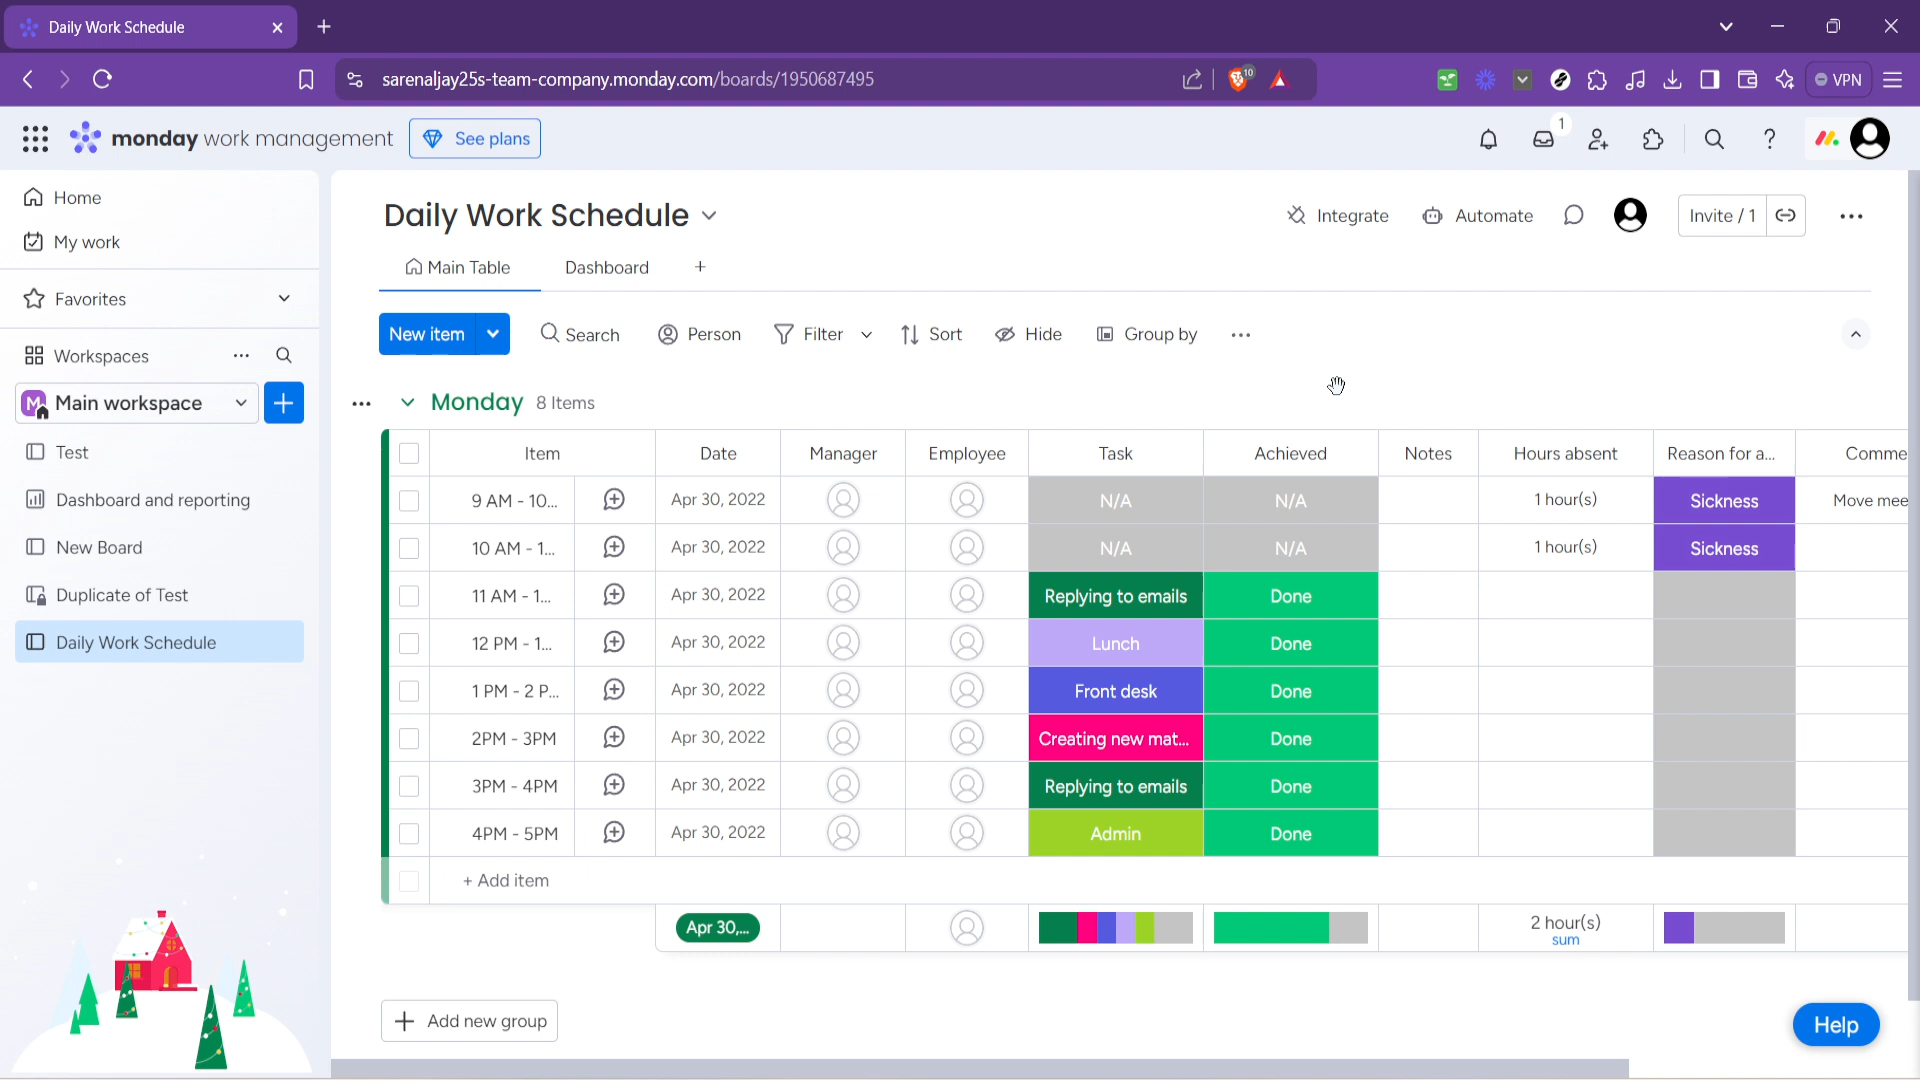 Daily Work Schedule
sarenaljay25s-team-company.monday.com/boards/1950687495
10
VPN
monday work management
See plans
1
Home
My work
Favorites
Workspaces
M
Main workspace
Test
Dashboard and reporting
New Board
Duplicate of Test
Daily Work Schedule
Daily Work Schedule
Integrate
Automate
Invite / 1
Main Table
Dashboard
New item
Search
Person
Filter
Sort
Hide
Group by
Monday 8 Items
Item Date Manager Employee Task Achieved Notes Hours absent Reason for a... Comme
9 AM - 10... Apr 30, 2022 N/A N/A 1 hour(s) Sickness Move mee
10 AM - 1... Apr 30, 2022 N/A N/A 1 hour(s) Sickness
11 AM - 1... Apr 30, 2022 Replying to emails Done
12 PM - 1... Apr 30, 2022 Lunch Done
1 PM - 2 P... Apr 30, 2022 Front desk Done
2PM - 3PM Apr 30, 2022 Creating new mat... Done
3PM - 4PM Apr 30, 2022 Replying to emails Done
4PM - 5PM Apr 30, 2022 Admin Done
+ Add item
Apr 30,... 2 hour(s)
sum
+ Add new group
Help